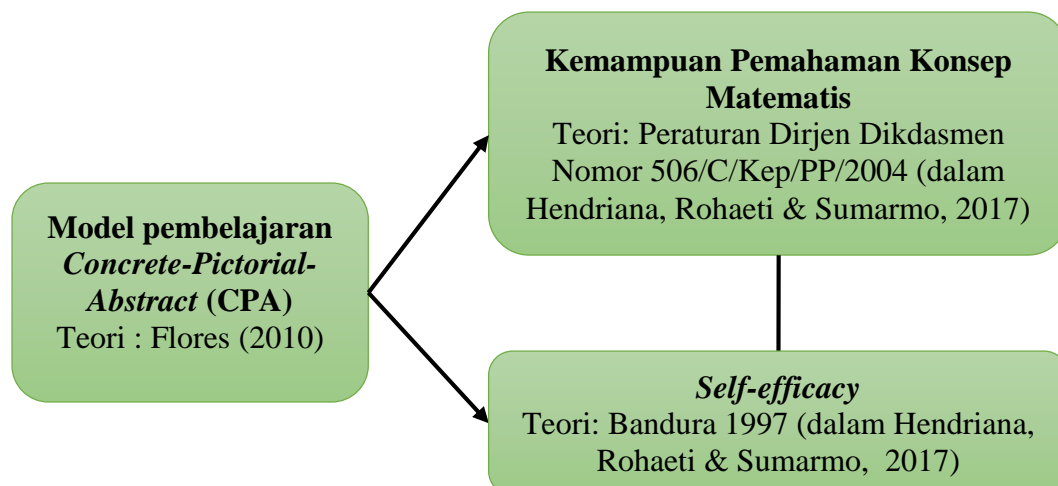 Model pembelajaran
Concrete-Pictorial-
Abstract (CPA)
Teori : Flores (2010)
Kemampuan Pemahaman Konsep
Matematis
Teori: Peraturan Dirjen Dikdasmen
Nomor 506/C/Kep/PP/2004 (dalam
Hendriana, Rohaeti & Sumarmo, 2017)
Self-efficacy
Teori: Bandura 1997 (dalam Hendriana,
Rohaeti & Sumarmo,  2017)